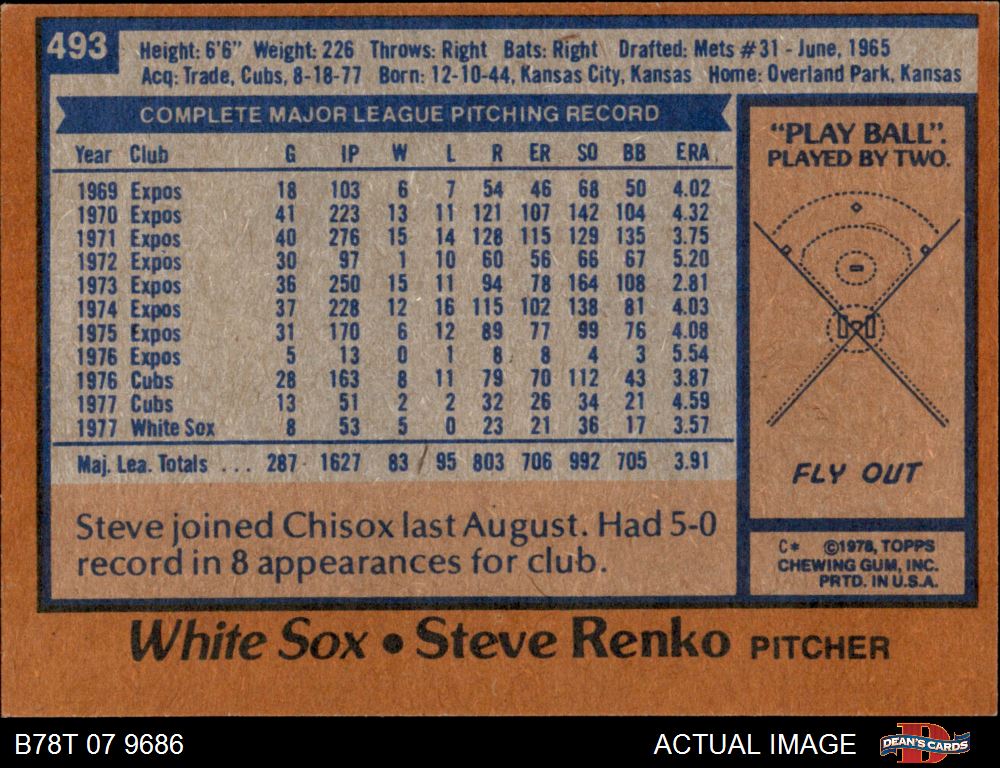 493
Height: 6'6" Weight: 226 Throws: Right Bats: Right Drafted: Mets #31 - June, 1965
Acq: Trade, Cubs, 8-18-77 Born: 12-10-44, Kansas City, Kansas Home: Overland Park, Kansas
COMPLETE MAJOR LEAGUE PITCHING RECORD
Year Club G IP W L R ER SO BB ERA
1969 Expos 18 103 6 7 54 46 68 50 4.02
1970 Expos 41 223 13 11 121 107 142 104 4.32
1971 Expos 40 276 15 14 128 115 129 135 3.75
1972 Expos 30 97 1 10 60 56 66 67 5.20
1973 Expos 36 250 15 11 94 78 164 108 2.81
1974 Expos 37 228 12 16 115 102 138 81 4.03
1975 Expos 31 170 6 12 89 77 99 76 4.08
1976 Expos 5 13 0 1 8 8 4 3 5.54
1976 Cubs 28 163 8 11 79 70 112 43 3.87
1977 Cubs 13 51 2 2 32 26 34 21 4.59
1977 White Sox 8 53 5 0 23 21 36 17 3.57
Maj. Lea. Totals ... 287 1627 83 95 803 706 992 705 3.91
Steve joined Chisox last August. Had 5-0
record in 8 appearances for club.
"PLAY BALL".
PLAYED BY TWO.
FLY OUT
C* ©1978, TOPPS
CHEWING GUM, INC.
PRTD. IN U.S.A.
White Sox • Steve Renko PITCHER
B78T 07 9686
ACTUAL IMAGE
DEAN'S CARDS